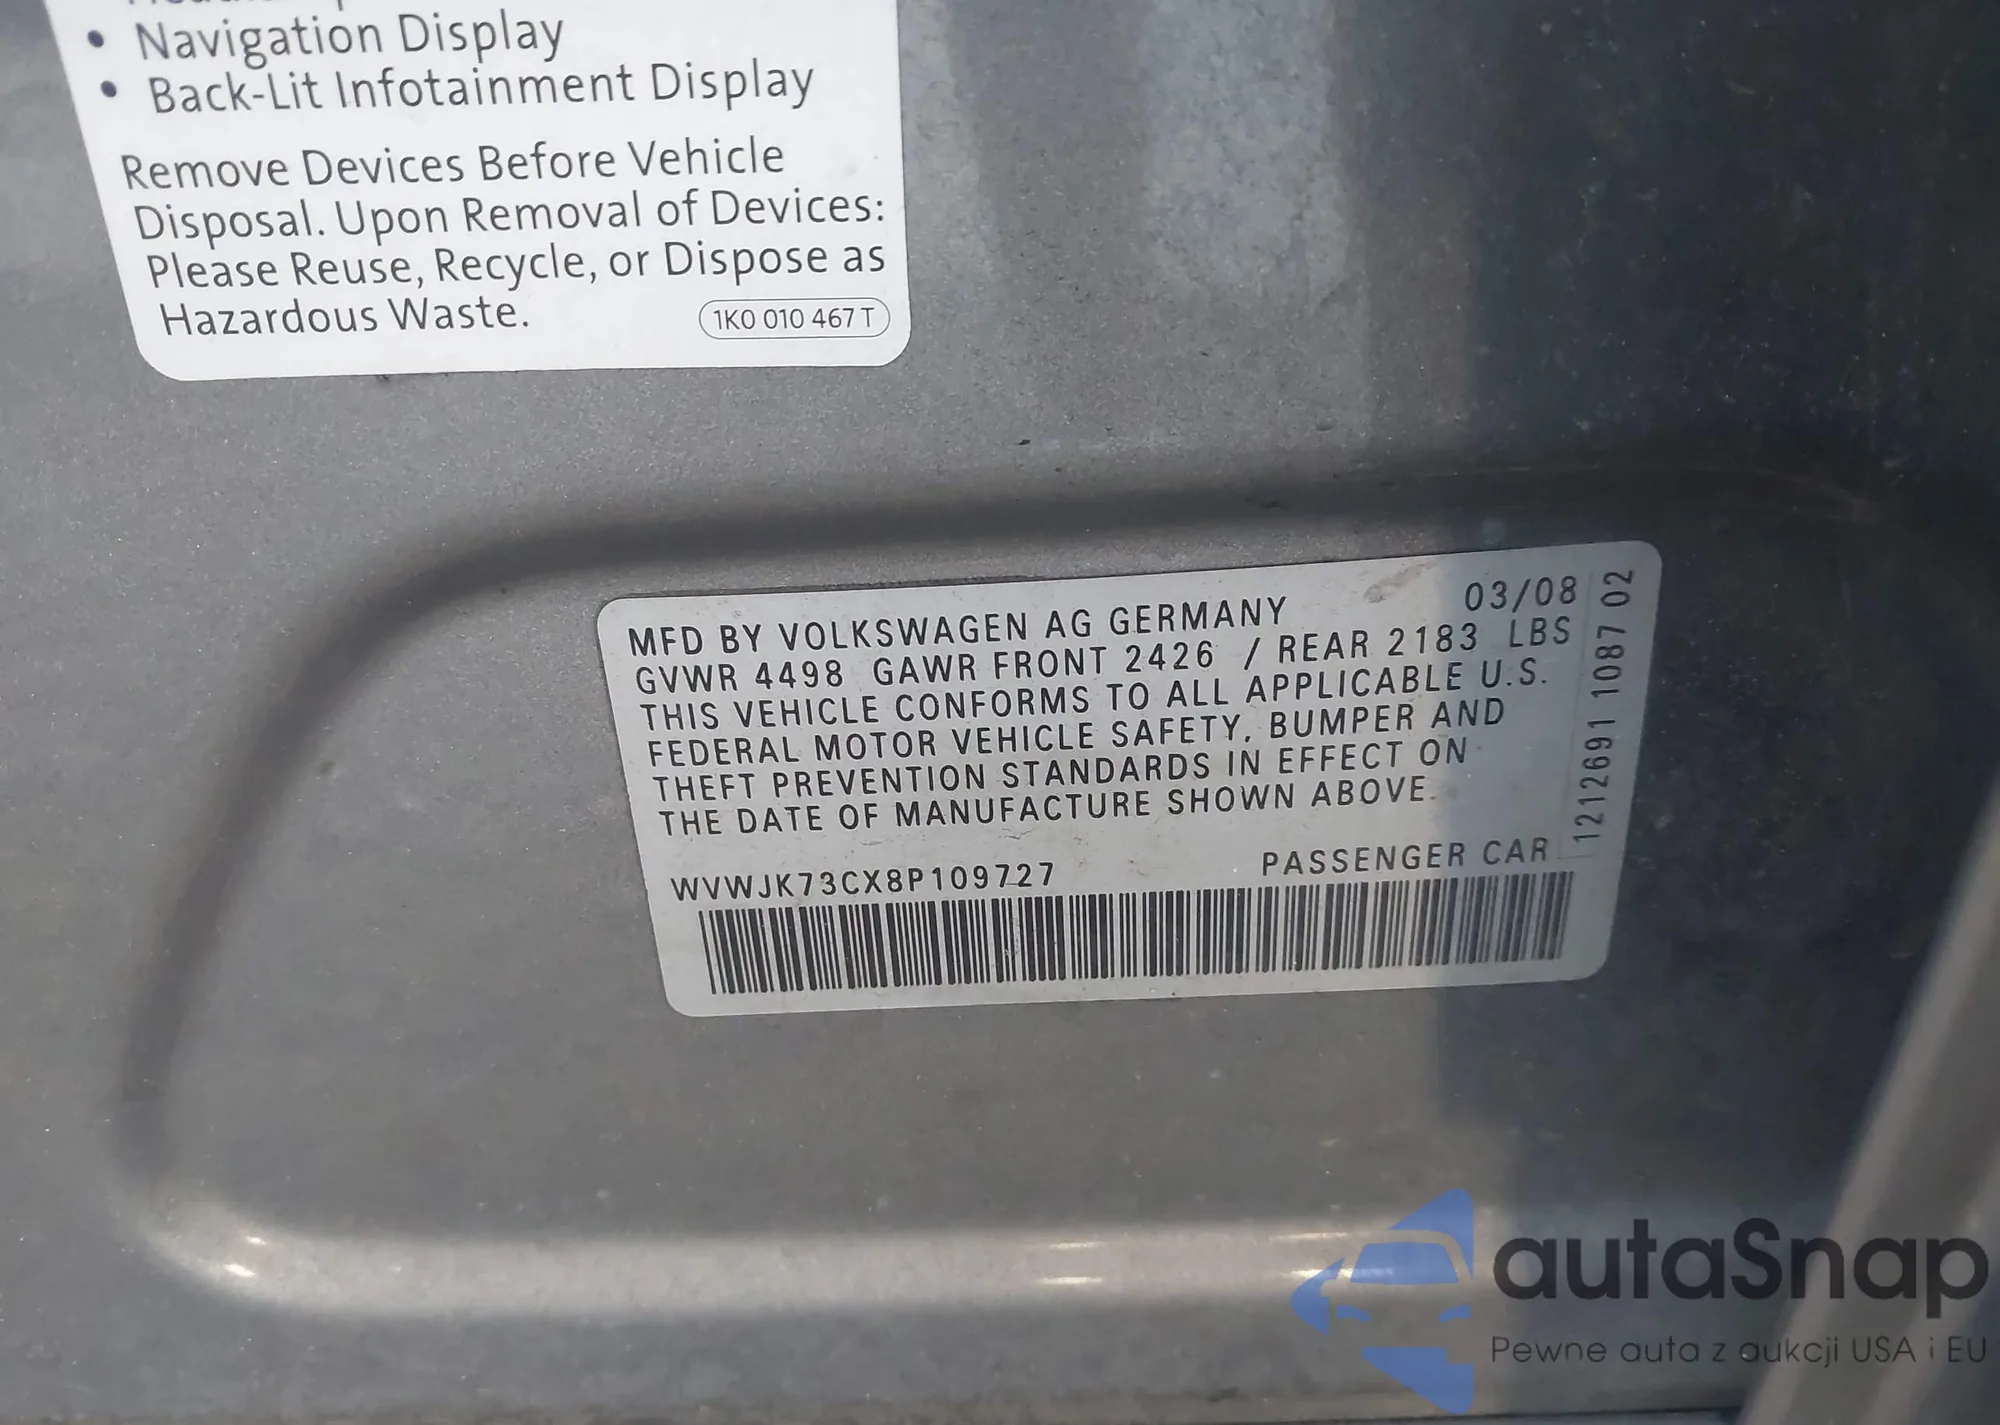 • Navigation Display
• Back-Lit Infotainment Display
Remove Devices Before Vehicle
Disposal. Upon Removal of Devices:
Please Reuse, Recycle, or Dispose as
Hazardous Waste.
1K0 010 467 T
03/08
MFD BY VOLKSWAGEN AG GERMANY
GVWR 4498 GAWR FRONT 2426 / REAR 2183 LBS
THIS VEHICLE CONFORMS TO ALL APPLICABLE U.S.
FEDERAL MOTOR VEHICLE SAFETY, BUMPER AND
THEFT PREVENTION STANDARDS IN EFFECT ON
THE DATE OF MANUFACTURE SHOWN ABOVE.
WVWJK73CX8P109727
PASSENGER CAR
1212691 1087 02
autaSnap
Pewne auta z aukcji USA i EU